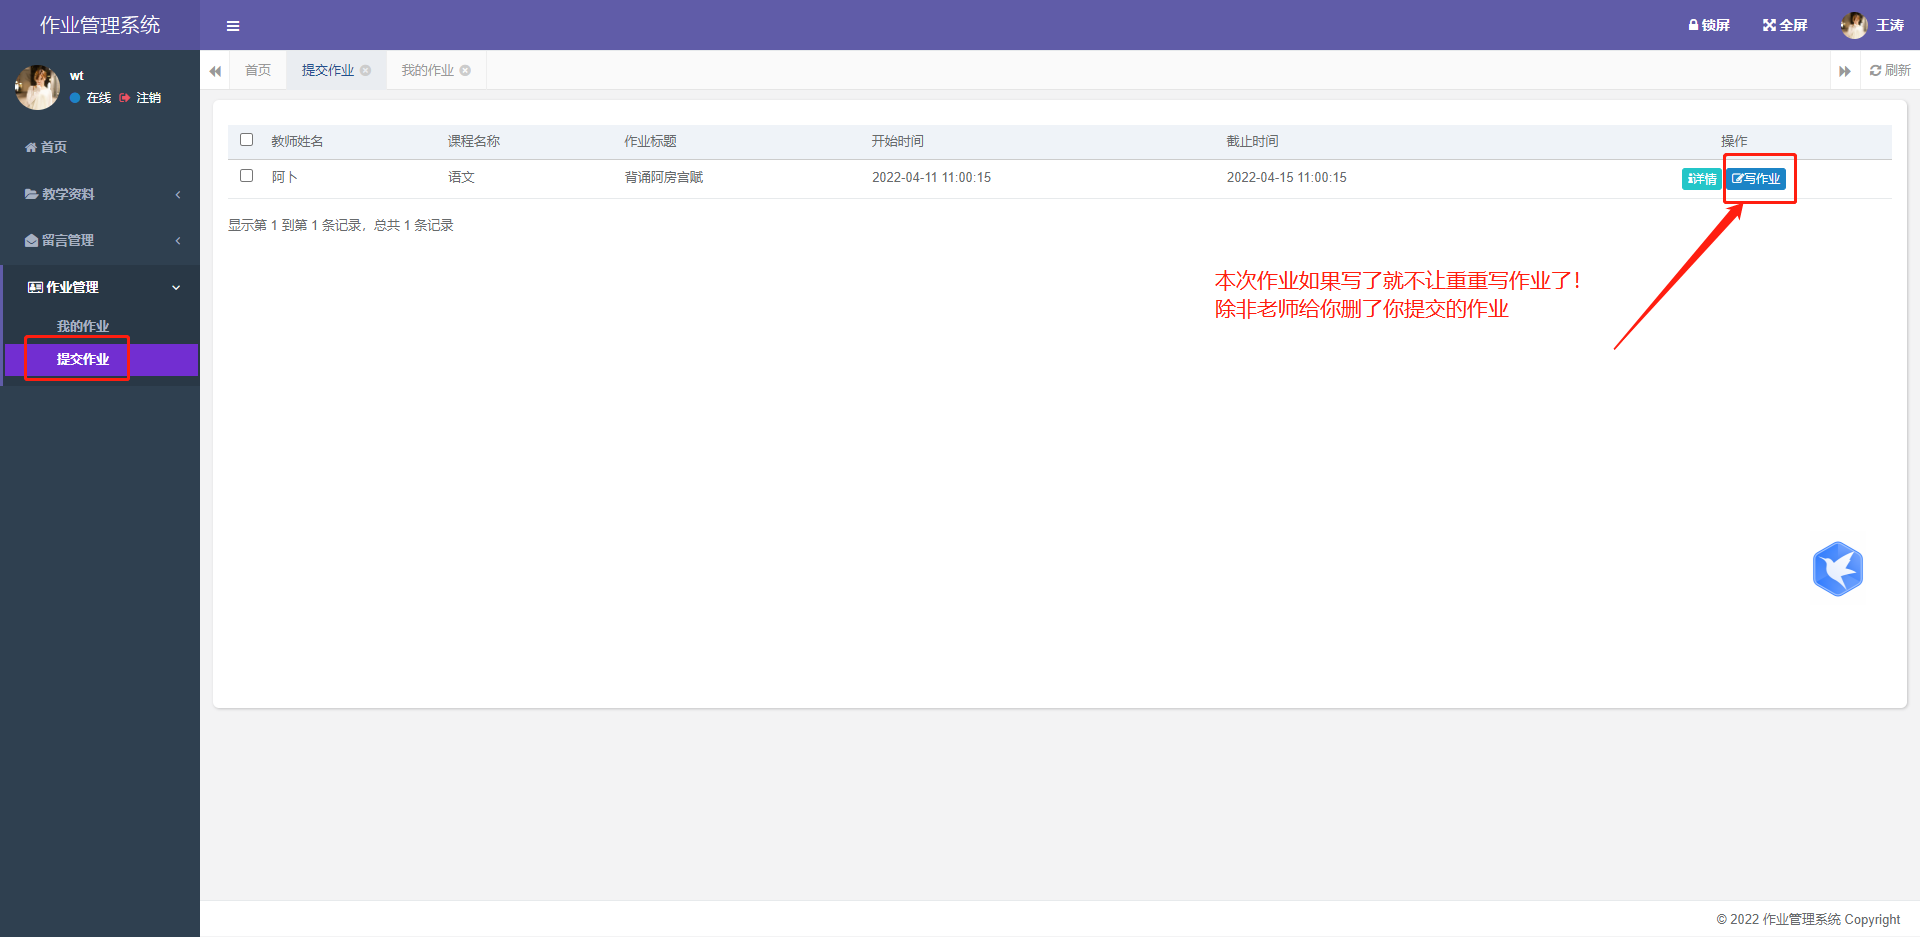 作业管理系统
锁屏
全屏
王涛
wt
在线 注销
首页
提交作业
我的作业
刷新
首页
教学资料
留言管理
作业管理
我的作业
提交作业
教师姓名 课程名称 作业标题 开始时间 截止时间 操作
阿卜 语文 背诵阿房宫赋 2022-04-11 11:00:15 2022-04-15 11:00:15 详情 写作业
显示第 1 到第 1 条记录，总共 1 条记录
本次作业如果写了就不让重重写作业了！
除非老师给你删了你提交的作业
© 2022 作业管理系统 Copyright